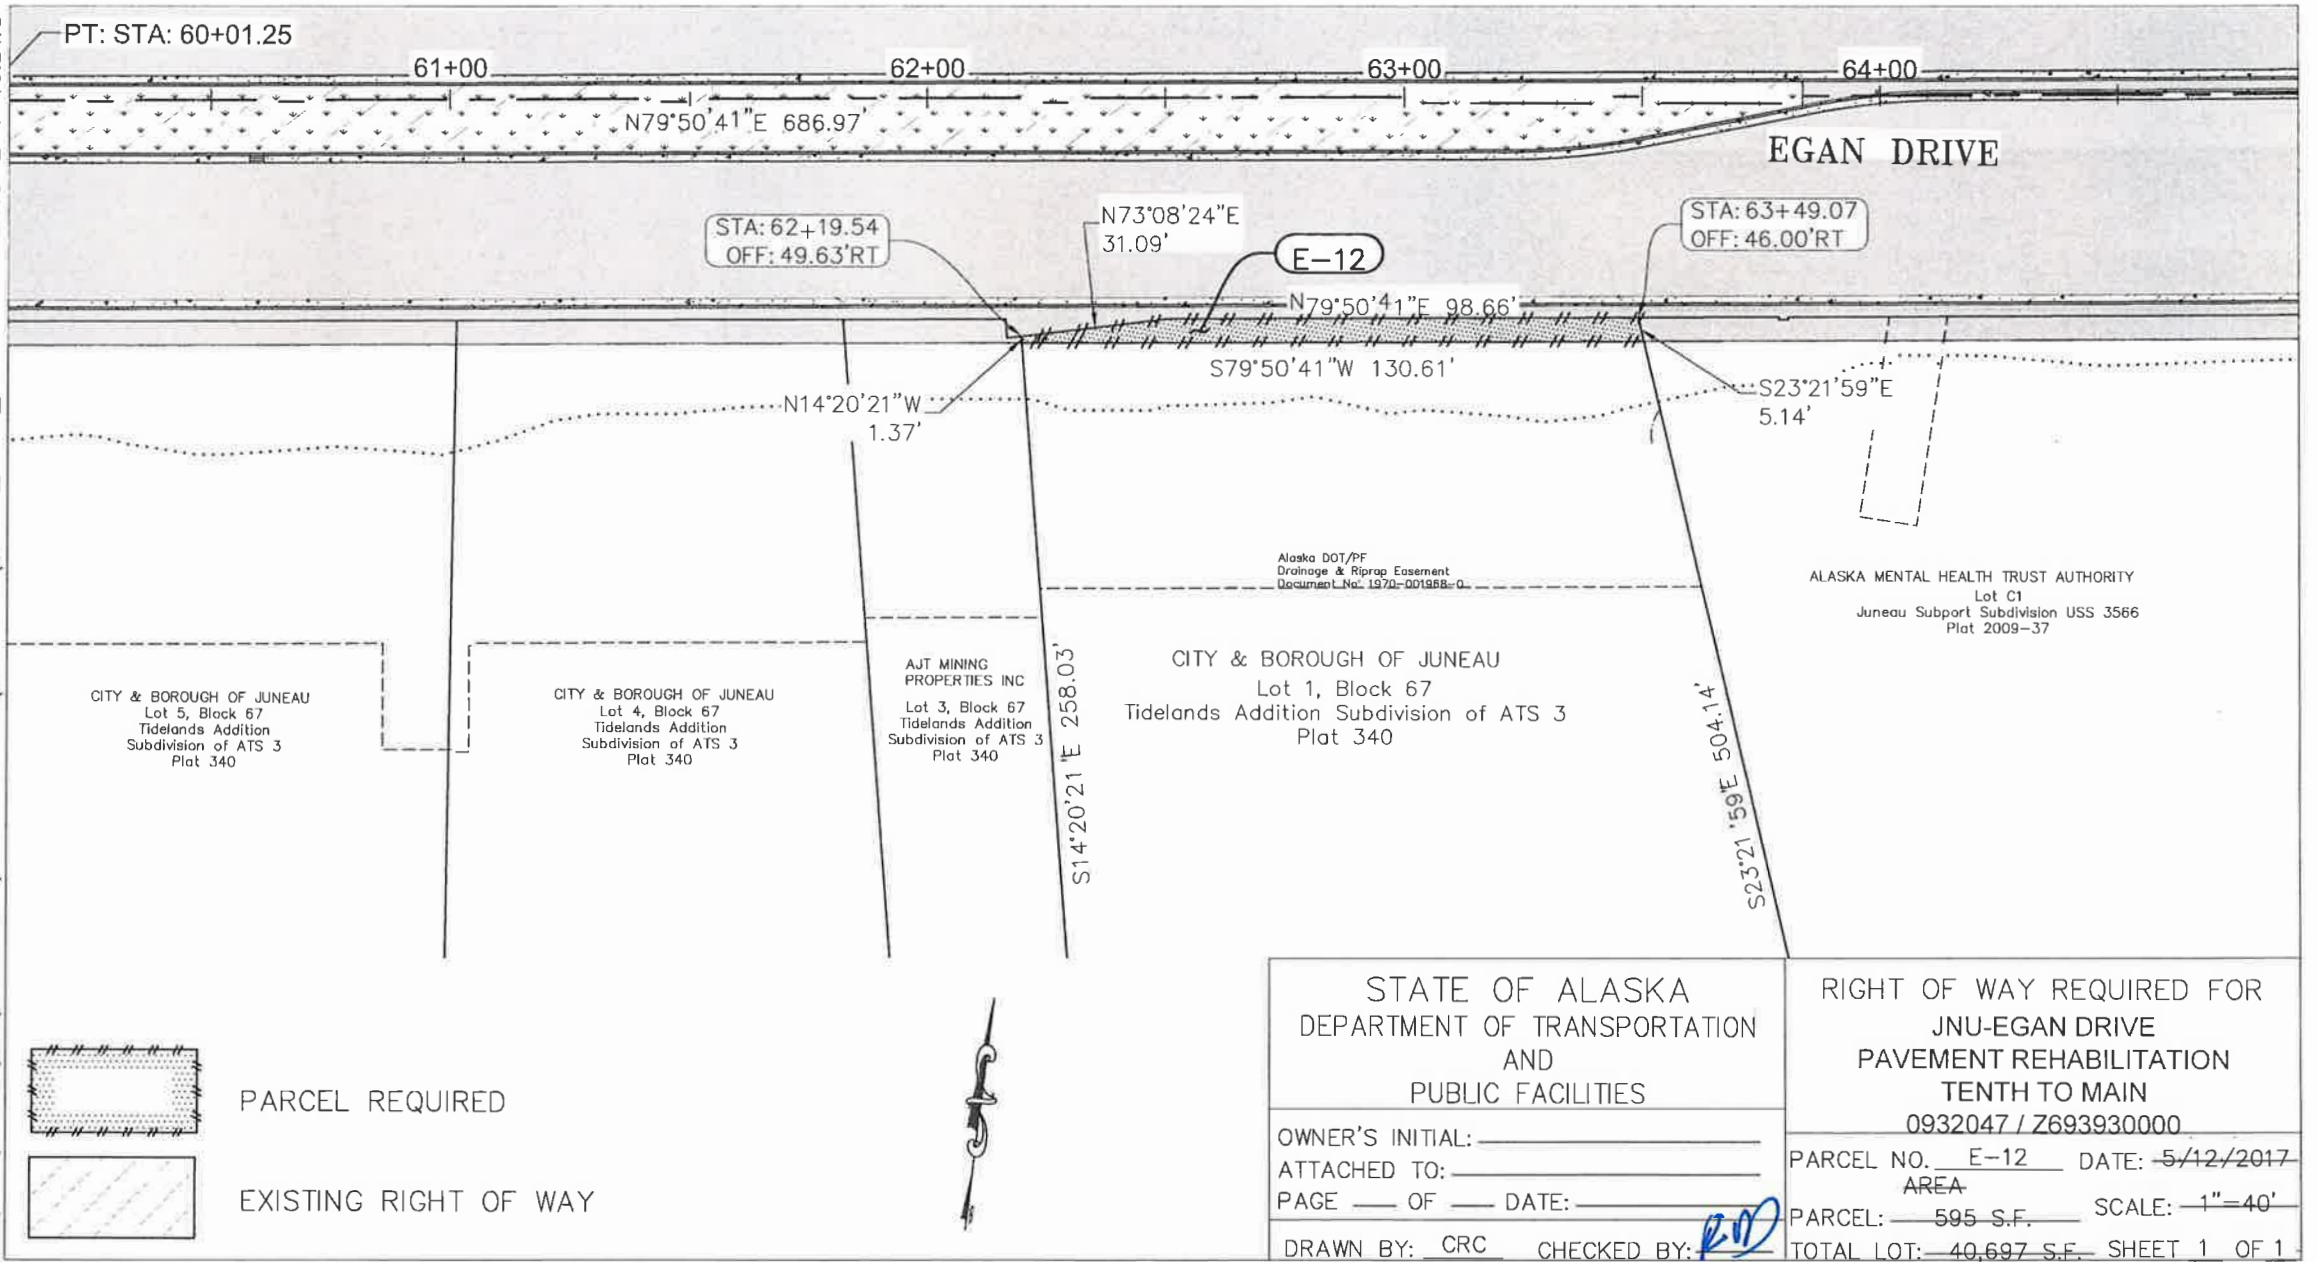 PT: STA: 60+01.25
61+00
62+00
63+00
64+00
N79°50'41"E 686.97'
EGAN DRIVE
STA: 62+19.54
OFF: 49.63'RT
N73°08'24"E
31.09'
E-12
STA: 63+49.07
OFF: 46.00'RT
N79°50'41"E 98.66'
S79°50'41"W 130.61'
N14°20'21"W
1.37'
S23°21'59"E
5.14'
Alaska DOT/PF
Drainage & Riprap Easement
Document No. 1970-001968-0
ALASKA MENTAL HEALTH TRUST AUTHORITY
Lot C1
Juneau Subport Subdivision USS 3566
Plat 2009-37
CITY & BOROUGH OF JUNEAU
Lot 5, Block 67
Tidelands Addition
Subdivision of ATS 3
Plat 340
CITY & BOROUGH OF JUNEAU
Lot 4, Block 67
Tidelands Addition
Subdivision of ATS 3
Plat 340
AJT MINING
PROPERTIES INC
Lot 3, Block 67
Tidelands Addition
Subdivision of ATS 3
Plat 340
S14°20'21"E 258.03'
CITY & BOROUGH OF JUNEAU
Lot 1, Block 67
Tidelands Addition Subdivision of ATS 3
Plat 340
S23°21'59"E 504.14'
PARCEL REQUIRED
EXISTING RIGHT OF WAY
STATE OF ALASKA
DEPARTMENT OF TRANSPORTATION
AND
PUBLIC FACILITIES
OWNER'S INITIAL:
ATTACHED TO:
PAGE OF DATE:
DRAWN BY: CRC CHECKED BY:
RIGHT OF WAY REQUIRED FOR
JNU-EGAN DRIVE
PAVEMENT REHABILITATION
TENTH TO MAIN
0932047 / Z693930000
PARCEL NO. E-12 DATE: 5/12/2017
AREA
PARCEL: 595 S.F. SCALE: 1"=40'
TOTAL LOT: 40,697 S.F. SHEET 1 OF 1